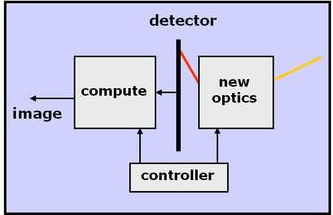 detector
compute
new
optics
image
controller